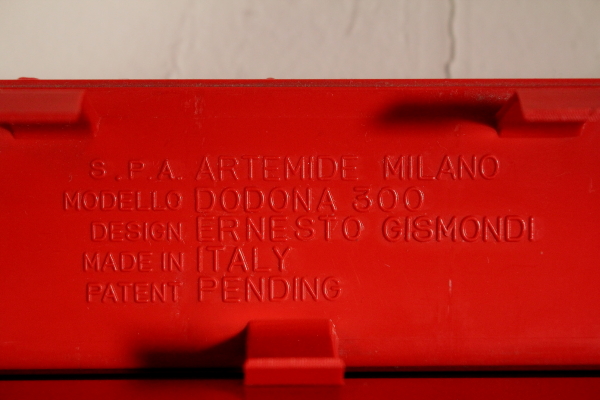 S.P.A. ARTEMIDE MILANO
MODELLO DODONA 300
DESIGN ERNESTO GISMONDI
MADE IN ITALY
PATENT PENDING